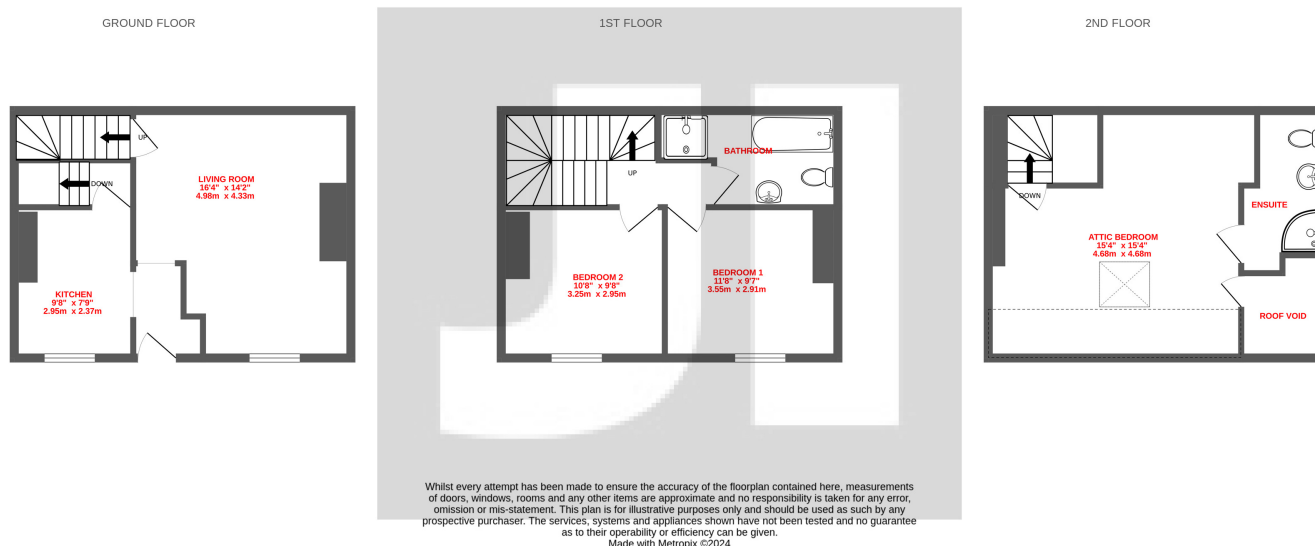 GROUND FLOOR
UP
DOWN
LIVING ROOM
16'4" x 14'2"
4.98m x 4.33m
KITCHEN
9'8" x 7'9"
2.95m x 2.37m
1ST FLOOR
BATHROOM
UP
BEDROOM 2
10'8" x 9'8"
3.25m x 2.95m
BEDROOM 1
11'8" x 9'7"
3.55m x 2.91m
2ND FLOOR
DOWN
ENSUITE
ATTIC BEDROOM
15'4" x 15'4"
4.68m x 4.68m
ROOF VOID
Whilst every attempt has been made to ensure the accuracy of the floorplan contained here, measurements
of doors, windows, rooms and any other items are approximate and no responsibility is taken for any error,
omission or mis-statement. This plan is for illustrative purposes only and should be used as such by any
prospective purchaser. The services, systems and appliances shown have not been tested and no guarantee
as to their operability or efficiency can be given.
Made with Metropix ©2024